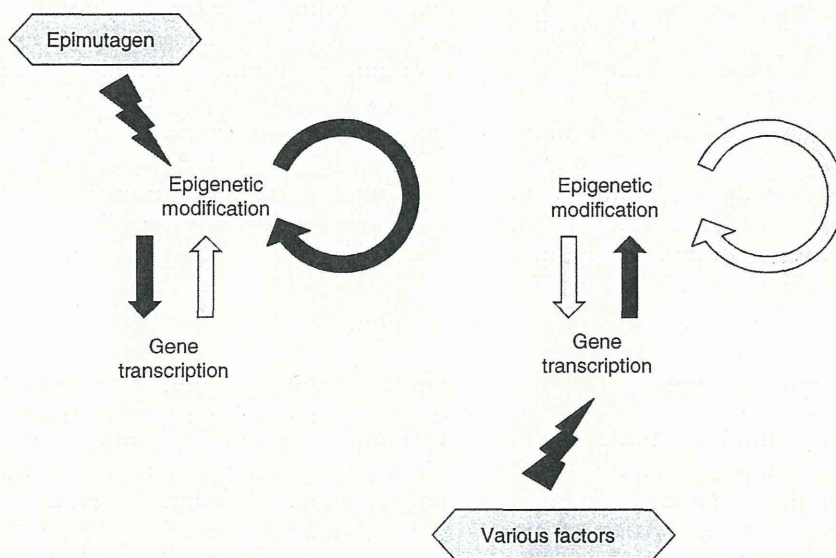 Epimutagen
Epigenetic
modification
Gene
transcription
Epigenetic
modification
Gene
transcription
Various factors